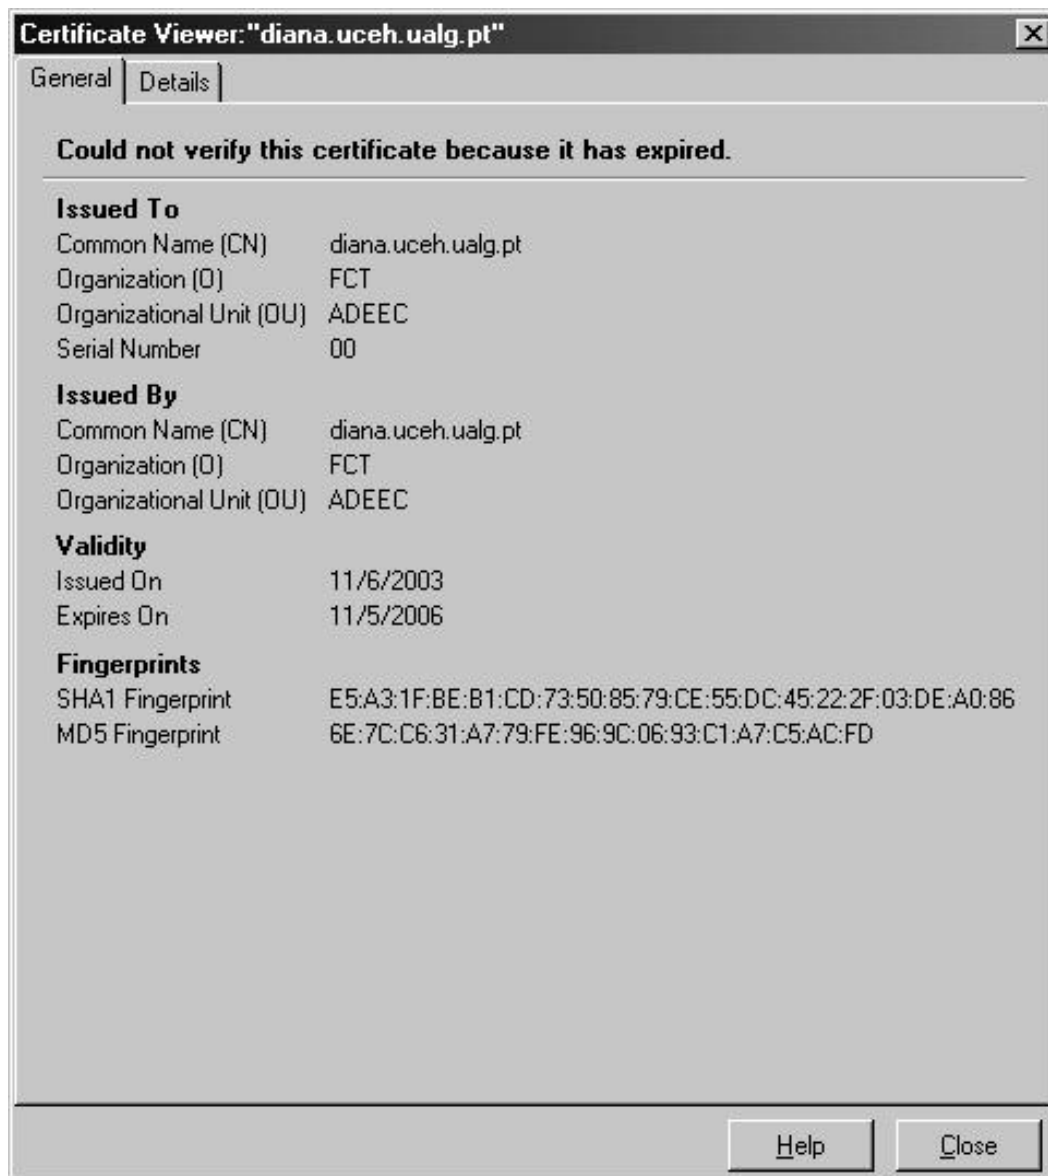 Certificate Viewer:"diana.uceh.ualg.pt"
General Details
Could not verify this certificate because it has expired.
Issued To
Common Name (CN) diana.uceh.ualg.pt
Organization (O) FCT
Organizational Unit (OU) ADEEC
Serial Number 00
Issued By
Common Name (CN) diana.uceh.ualg.pt
Organization (O) FCT
Organizational Unit (OU) ADEEC
Validity
Issued On 11/6/2003
Expires On 11/5/2006
Fingerprints
SHA1 Fingerprint E5:A3:1F:BE:B1:CD:73:50:85:79:CE:55:DC:45:22:2F:03:DE:A0:86
MD5 Fingerprint 6E:7C:C6:31:A7:79:FE:96:9C:06:93:C1:A7:C5:AC:FD
Help Close